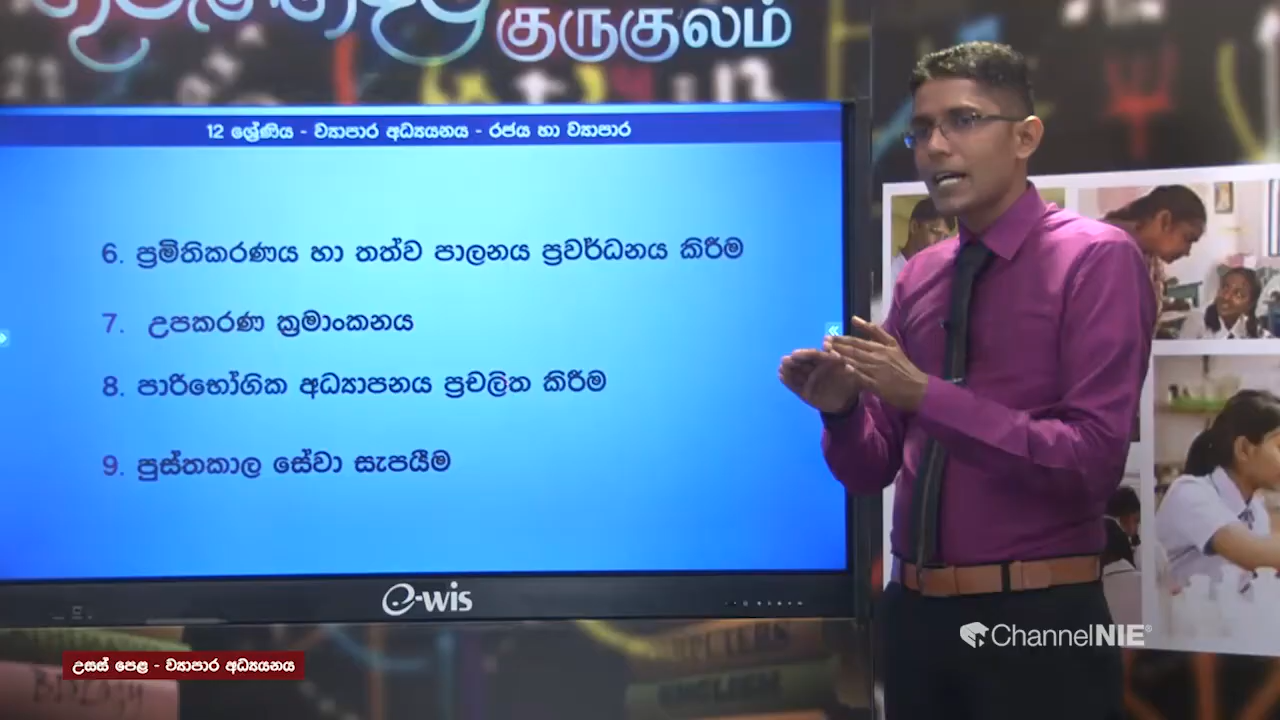 குருகுலம்
12 ශ්‍රේණිය - ව්‍යාපාර අධ්‍යයනය - රජය හා ව්‍යාපාර
6. ප්‍රමිතිකරණය හා තත්ව පාලනය ප්‍රවර්ධනය කිරීම
7. උපකරණ ක්‍රමාංකනය
8. පාරිභෝගික අධ්‍යාපනය ප්‍රචලිත කිරීම
9. පුස්තකාල සේවා සැපයීම
e-wis
ChannelNIE
උසස් පෙළ - ව්‍යාපාර අධ්‍යයනය